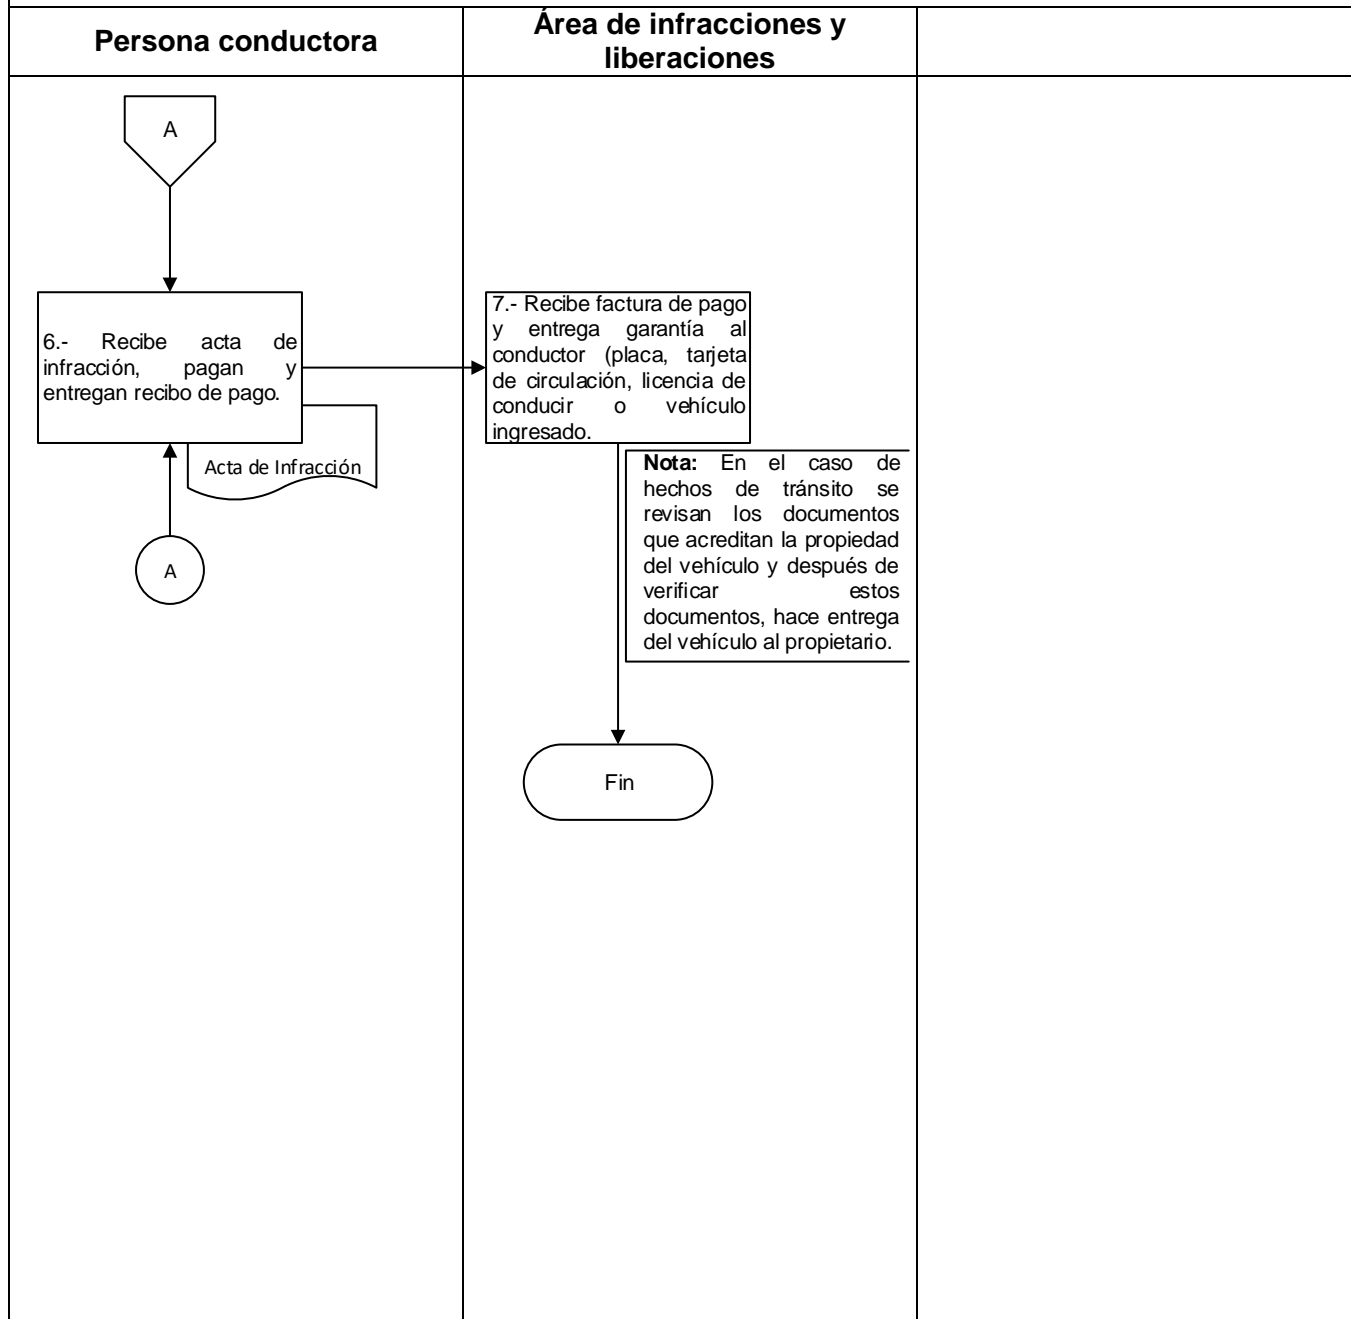 Persona conductora
Área de infracciones y
liberaciones
A
6.- Recibe acta de
infracción, pagan y
entregan recibo de pago.
Acta de Infracción
A
7.- Recibe factura de pago
y entrega garantía al
conductor (placa, tarjeta
de circulación, licencia de
conducir o vehículo
ingresado.
Nota: En el caso de
hechos de tránsito se
revisan los documentos
que acreditan la propiedad
del vehículo y después de
verificar estos
documentos, hace entrega
del vehículo al propietario.
Fin